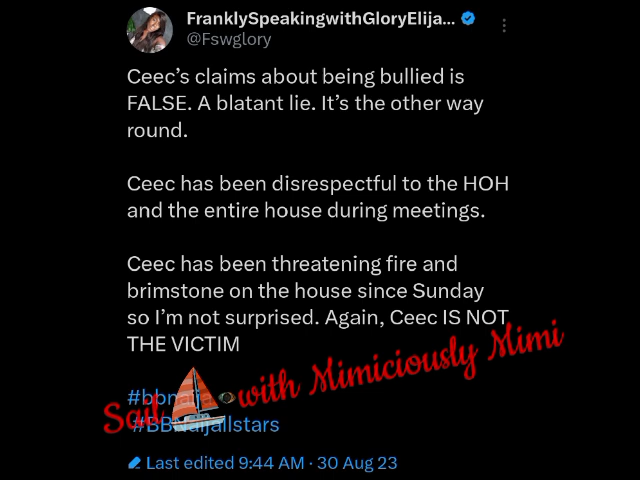 FranklySpeakingwithGloryElija...
@Fswglory
Ceec’s claims about being bullied is
FALSE. A blatant lie. It’s the other way
round.
Ceec has been disrespectful to the HOH
and the entire house during meetings.
Ceec has been threatening fire and
brimstone on the house since Sunday
so I’m not surprised. Again, Ceec IS NOT
THE VICTIM
Sail with Mimiciously Mimi
Last edited 9:44 AM · 30 Aug 23